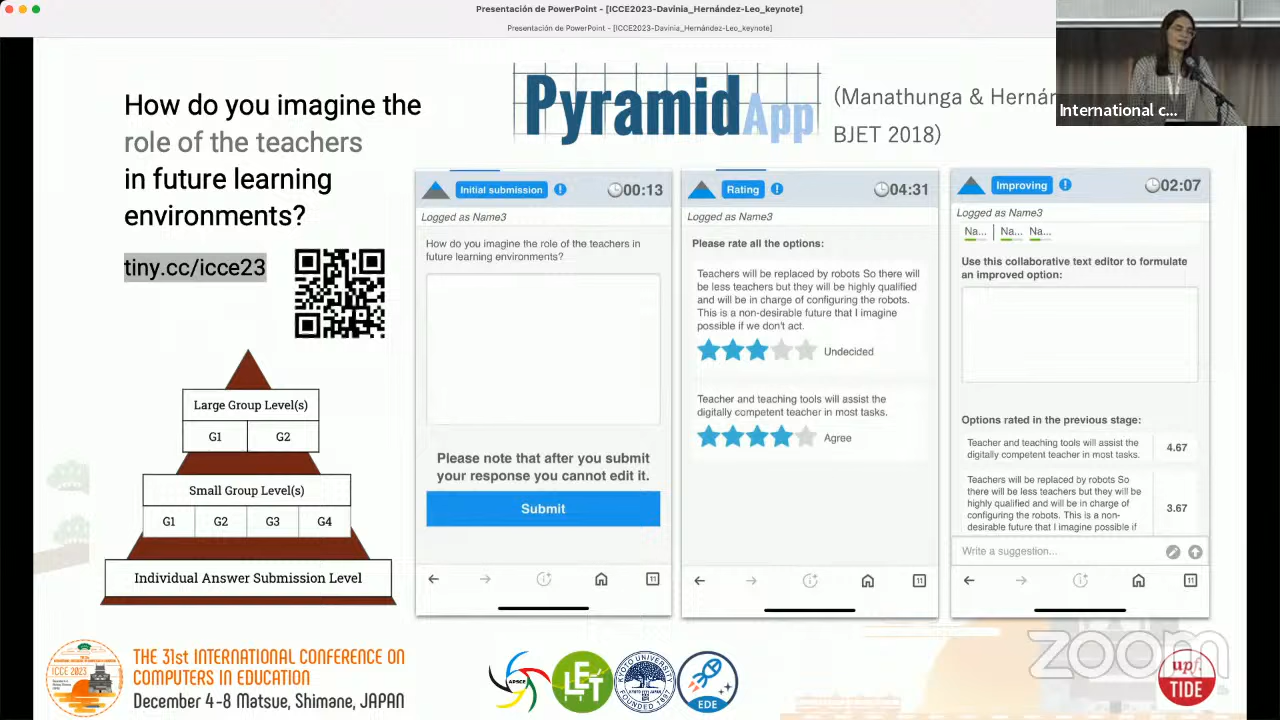 Presentación de PowerPoint - [ICCE2023-Davinia_Hernández-Leo_keynote]
Presentación de PowerPoint - [ICCE2023-Davinia_Hernández-Leo_keynote]
International c...
How do you imagine the
role of the teachers
in future learning
environments?
tiny.cc/icce23
PyramidApp
(Manathunga & Hernán
BJET 2018)
Large Group Level(s)
G1 G2
Small Group Level(s)
G1 G2 G3 G4
Individual Answer Submission Level
Initial submission
00:13
Logged as Name3
How do you imagine the role of the teachers in
future learning environments?
Please note that after you submit
your response you cannot edit it.
Submit
11
Rating
04:31
Logged as Name3
Please rate all the options:
Teachers will be replaced by robots So there will
be less teachers but they will be highly qualified
and will be in charge of configuring the robots.
This is a non-desirable future that I imagine
possible if we don't act.
Undecided
Teacher and teaching tools will assist the
digitally competent teacher in most tasks.
Agree
11
Improving
02:07
Logged as Name3
Na... Na... Na...
Use this collaborative text editor to formulate
an improved option:
Options rated in the previous stage:
Teacher and teaching tools will assist the
digitally competent teacher in most tasks.
4.67
Teachers will be replaced by robots So
there will be less teachers but they will be
highly qualified and will be in charge of
configuring the robots. This is a non-
desirable future that I imagine possible if
3.67
Write a suggestion...
11
ICCE 2023
THE 31st INTERNATIONAL CONFERENCE ON
COMPUTERS IN EDUCATION
December 4-8 Matsue, Shimane, JAPAN
APSCE
LET
KYOTO UNIVERSITY
FOUNDED 1897
EDE
zoom
upf.
TIDE